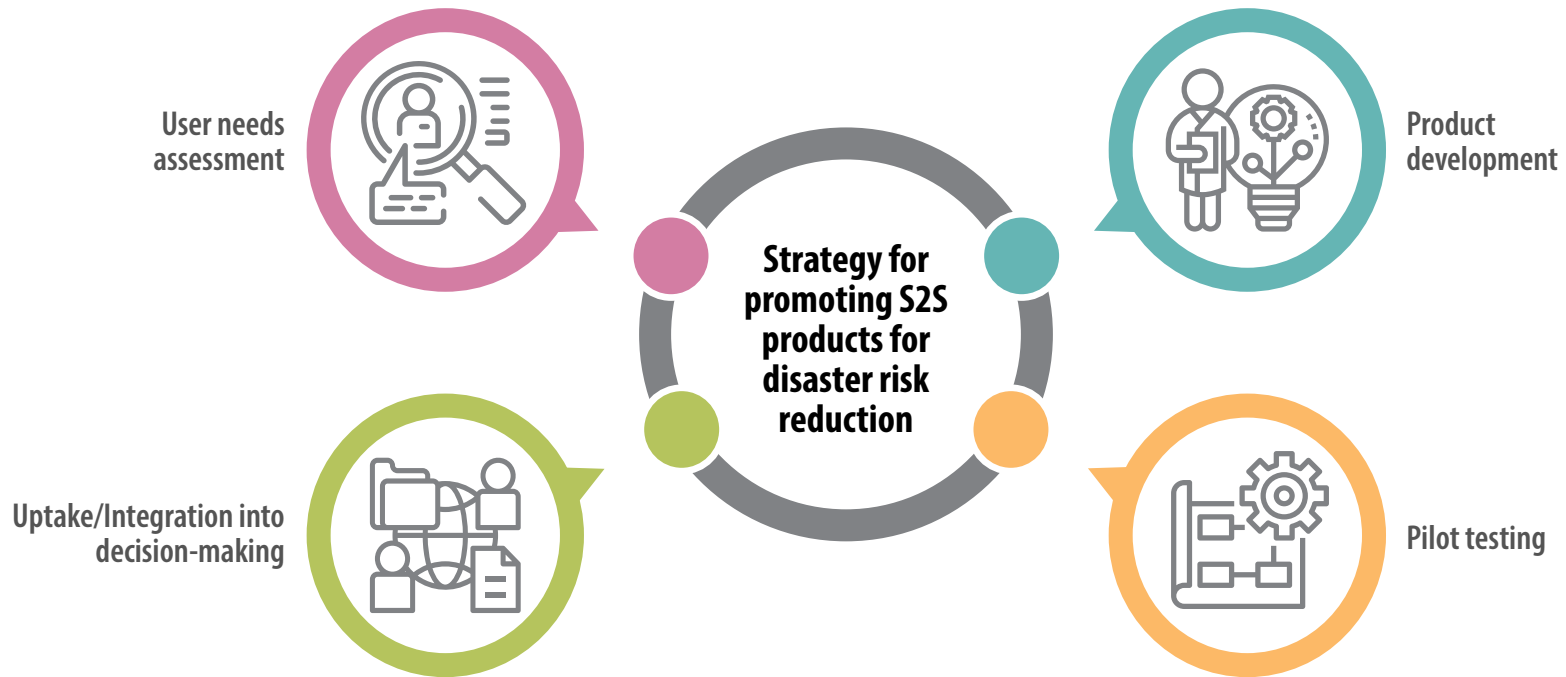 User needs
assessment
Product
development
Strategy for
promoting S2S
products for
disaster risk
reduction
Uptake/Integration into
decision-making
Pilot testing